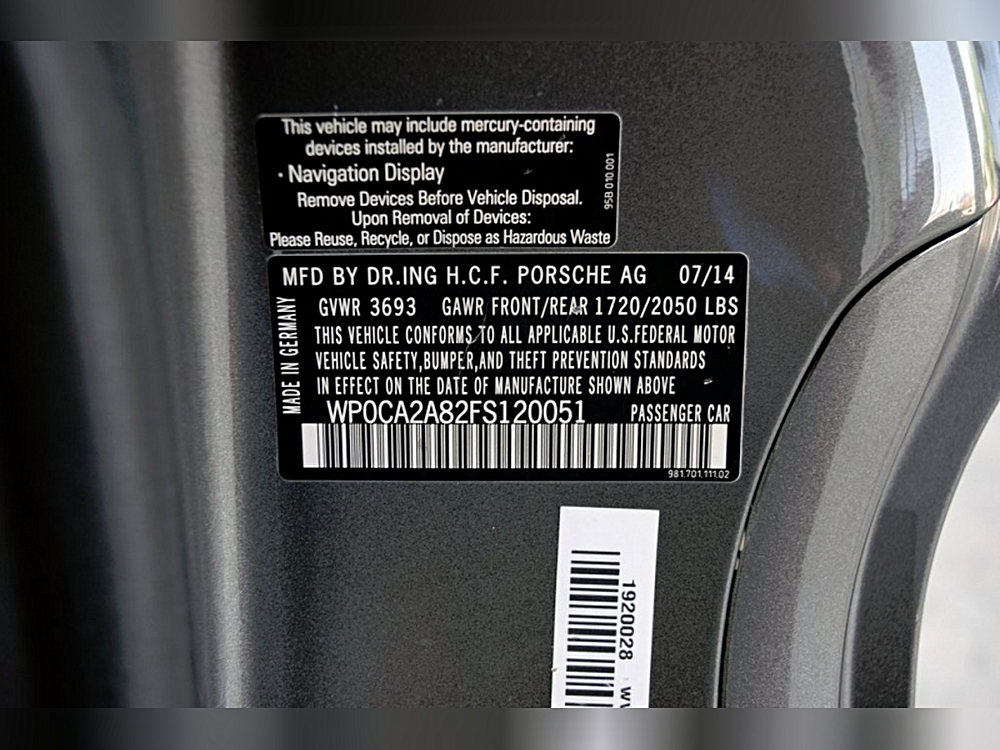 This vehicle may include mercury-containing
devices installed by the manufacturer:
· Navigation Display
Remove Devices Before Vehicle Disposal.
Upon Removal of Devices:
Please Reuse, Recycle, or Dispose as Hazardous Waste
95B 010 001
MFD BY DR.ING H.C.F. PORSCHE AG 07/14
GVWR 3693 GAWR FRONT/REAR 1720/2050 LBS
THIS VEHICLE CONFORMS TO ALL APPLICABLE U.S.FEDERAL MOTOR
VEHICLE SAFETY,BUMPER,AND THEFT PREVENTION STANDARDS
IN EFFECT ON THE DATE OF MANUFACTURE SHOWN ABOVE
MADE IN GERMANY
WP0CA2A82FS120051 PASSENGER CAR
981.701.111.02
1920028